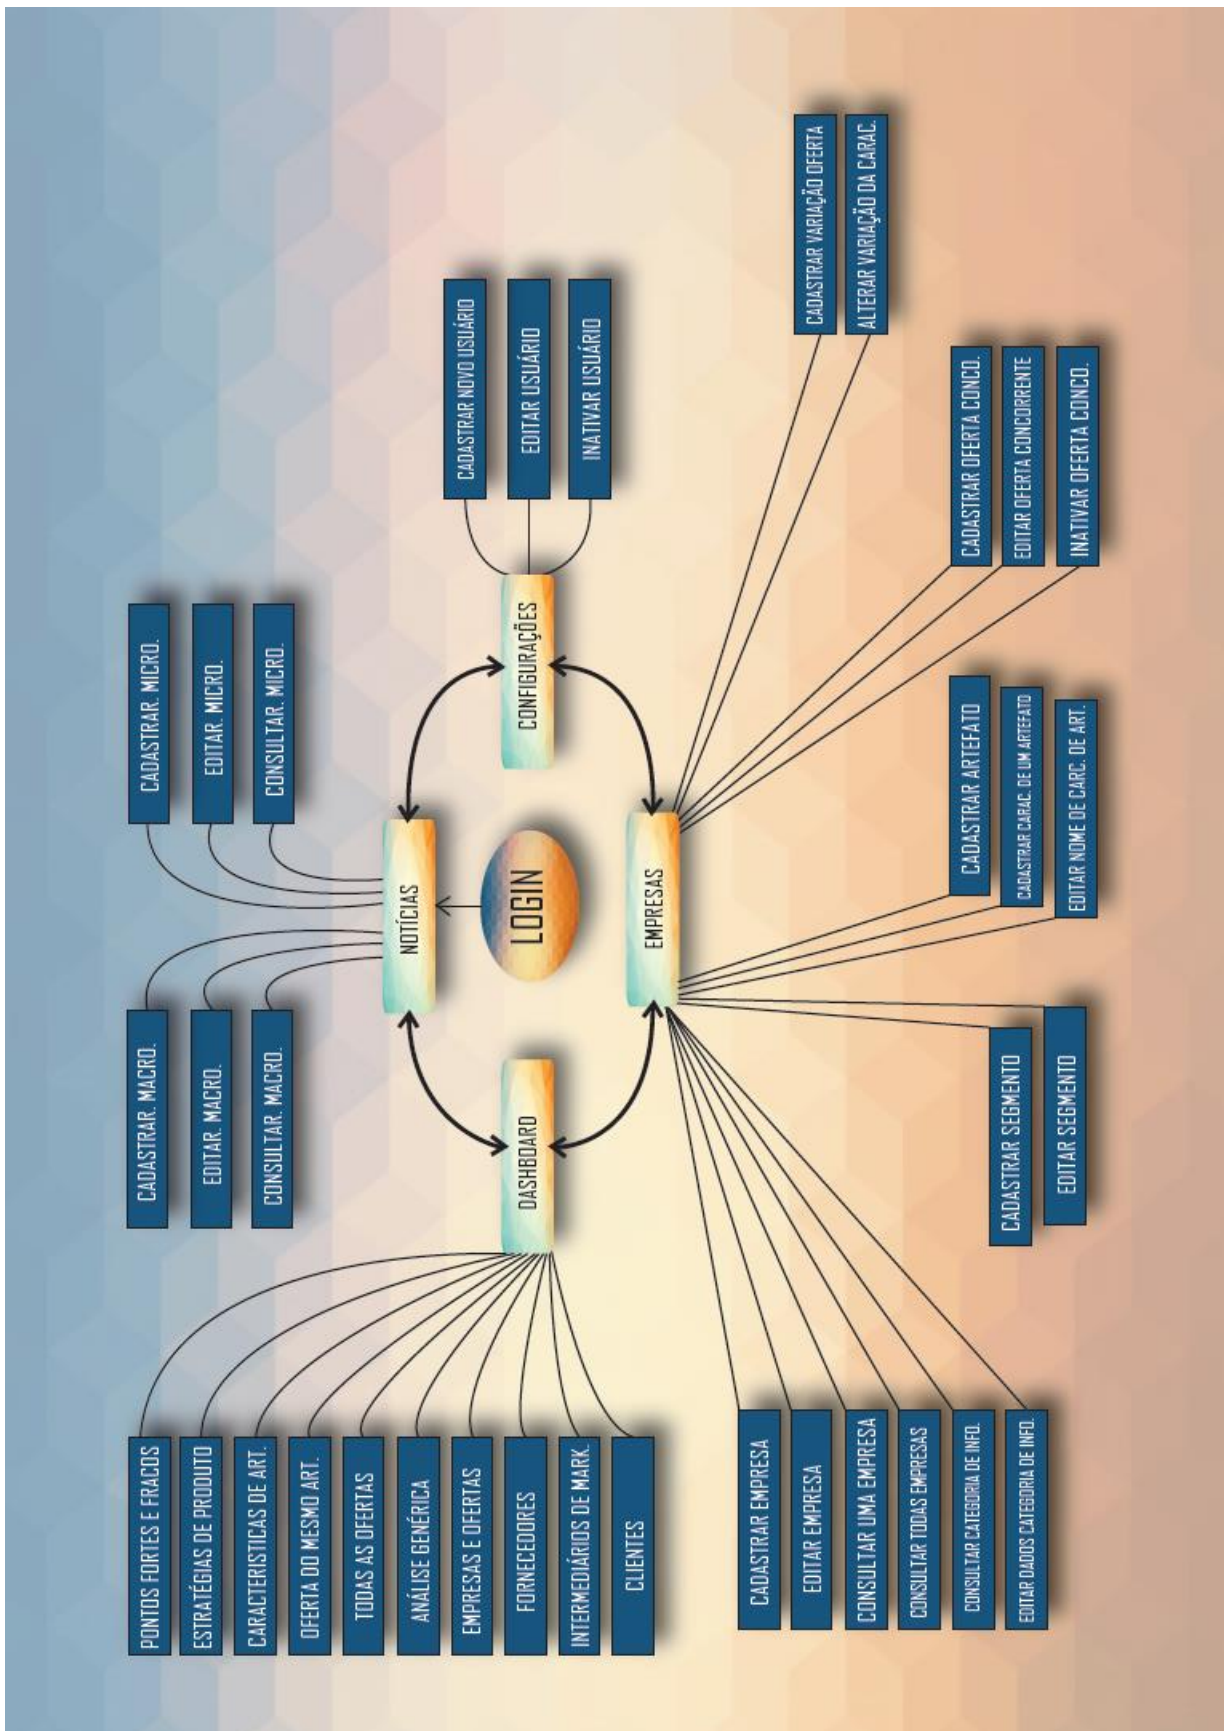 CADASTRAR. MACRO.
EDITAR. MACRO.
CONSULTAR. MACRO.
CADASTRAR. MICRO.
EDITAR. MICRO.
CONSULTAR. MICRO.
PONTOS FORTES E FRACOS
ESTRATÉGIAS DE PRODUTO
CARACTERISTICAS DE ART.
OFERTA DO MESMO ART.
TODAS AS OFERTAS
ANÁLISE GENÉRICA
EMPRESAS E OFERTAS
FORNECEDORES
INTERMEDIÁRIOS DE MARK.
CLIENTES
NOTÍCIAS
DASHBOARD
LOGIN
CONFIGURAÇÕES
EMPRESAS
CADASTRAR NOVO USUÁRIO
EDITAR USUÁRIO
INATIVAR USUÁRIO
CADASTRAR EMPRESA
EDITAR EMPRESA
CONSULTAR UMA EMPRESA
CONSULTAR TODAS EMPRESAS
CONSULTAR CATEGORIA DE INFO.
EDITAR DADOS CATEGORIA DE INFO.
CADASTRAR SEGMENTO
EDITAR SEGMENTO
CADASTRAR ARTEFATO
CADASTRAR CARAC. DE UM ARTEFATO
EDITAR NOME DE CARC. DE ART.
CADASTRAR OFERTA CONCO.
EDITAR OFERTA CONCORRENTE
INATIVAR OFERTA CONCO.
CADASTRAR VARIAÇÃO OFERTA
ALTERAR VARIAÇÃO DA CARAC.